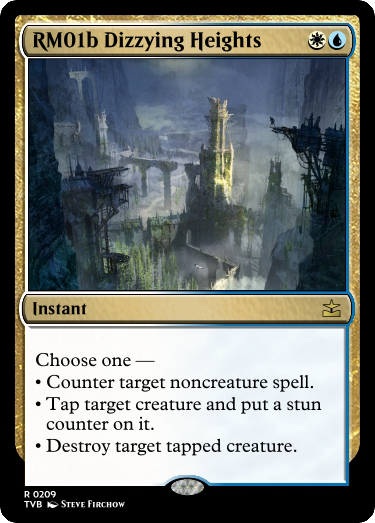 RM01b Dizzying Heights
Instant
Choose one —
• Counter target noncreature spell.
• Tap target creature and put a stun
counter on it.
• Destroy target tapped creature.
R 0209
TVB Steve Firchow